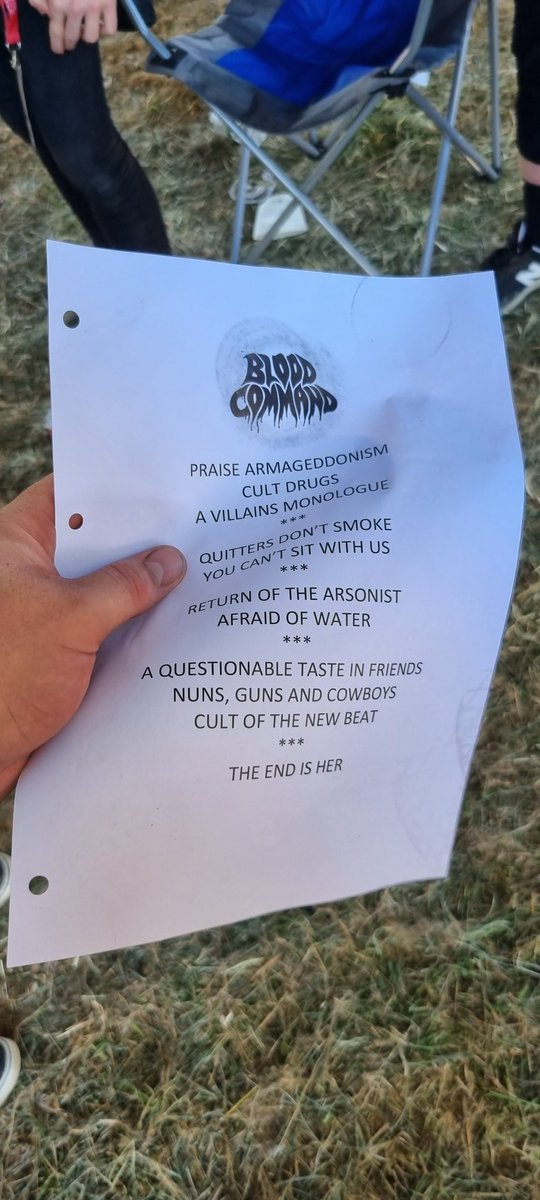 BLOOD
COMMAND
PRAISE ARMAGEDDONISM
CULT DRUGS
A VILLAINS MONOLOGUE
***
QUITTERS DON'T SMOKE
YOU CAN'T SIT WITH US
***
RETURN OF THE ARSONIST
AFRAID OF WATER
***
A QUESTIONABLE TASTE IN FRIENDS
NUNS, GUNS AND COWBOYS
CULT OF THE NEW BEAT
***
THE END IS HER